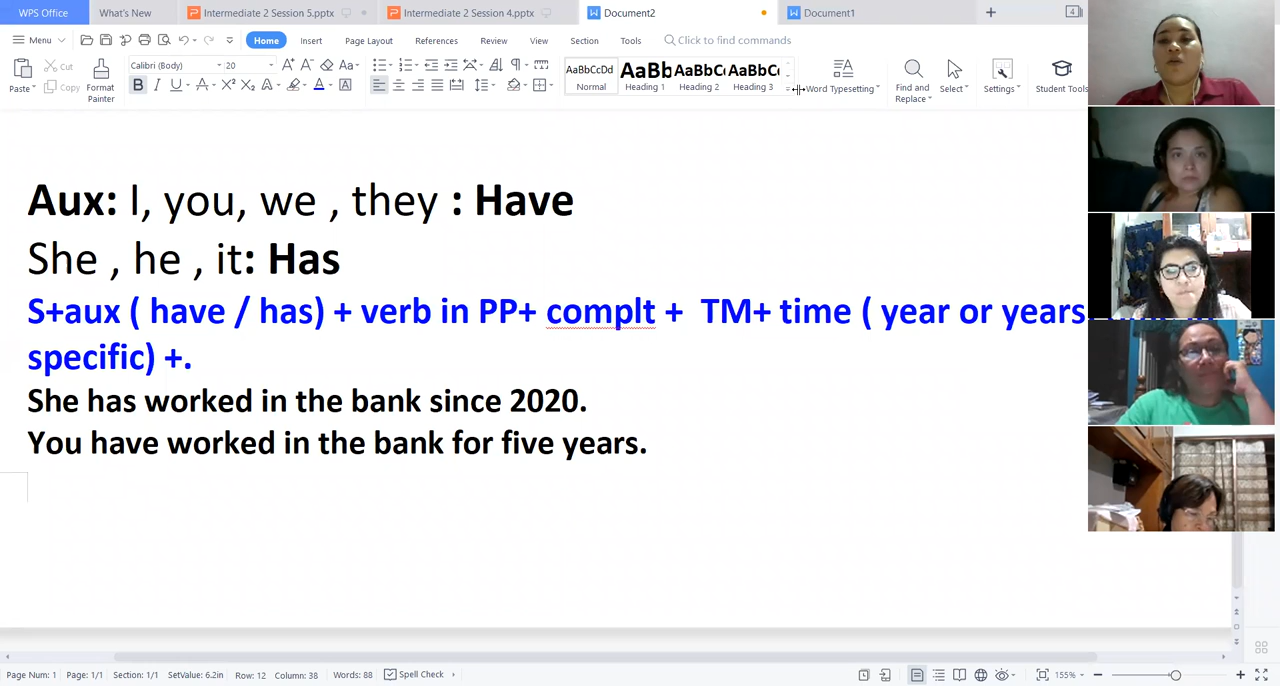 WPS Office What's New Intermediate 2 Session 5.pptx Intermediate 2 Session 4.pptx Document2 Document1 + 4
Menu Home Insert Page Layout References Review View Section Tools Click to find commands
Paste Cut Copy Format Painter Calibri (Body) 20 AaBbCcDd Normal AaBb Heading 1 AaBbC Heading 2 AaBbC Heading 3 Word Typesetting Find and Replace Select Settings Student Tools
Aux: I, you, we , they : Have
She , he , it: Has
S+aux ( have / has) + verb in PP+ complt + TM+ time ( year or years
specific) +.
She has worked in the bank since 2020.
You have worked in the bank for five years.
Page Num: 1 Page: 1/1 Section: 1/1 SetValue: 6.2in Row: 12 Column: 38 Words: 88 Spell Check 155%